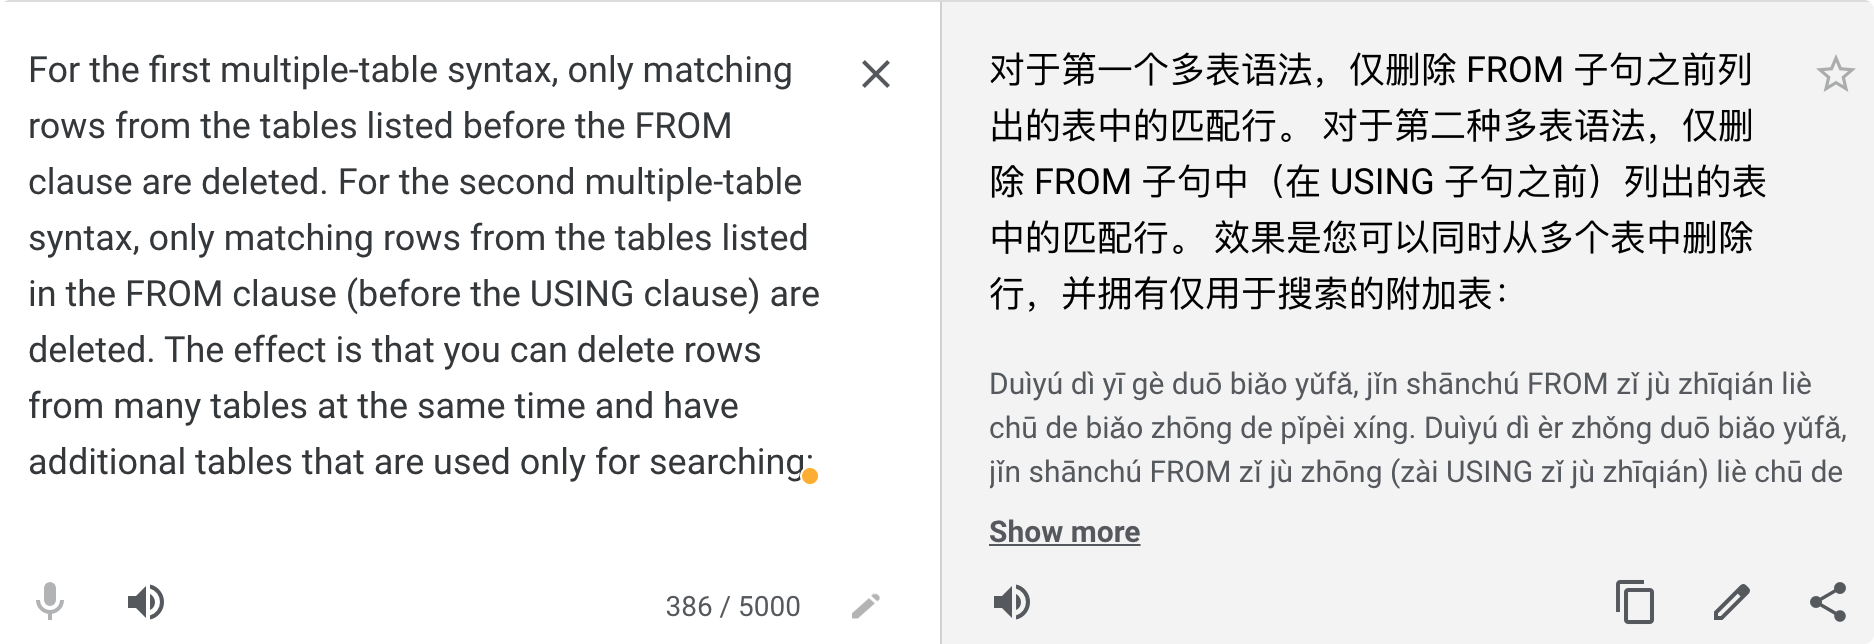 For the first multiple-table syntax, only matching
rows from the tables listed before the FROM
clause are deleted. For the second multiple-table
syntax, only matching rows from the tables listed
in the FROM clause (before the USING clause) are
deleted. The effect is that you can delete rows
from many tables at the same time and have
additional tables that are used only for searching:
386 / 5000
对于第一个多表语法，仅删除 FROM 子句之前列
出的表中的匹配行。 对于第二种多表语法，仅删
除 FROM 子句中（在 USING 子句之前）列出的表
中的匹配行。 效果是您可以同时从多个表中删除
行，并拥有仅用于搜索的附加表：
Duìyú dì yī gè duō biǎo yǔfǎ, jǐn shānchú FROM zǐ jù zhīqián liè
chū de biǎo zhōng de pǐpèi xíng. Duìyú dì èr zhǒng duō biǎo yǔfǎ,
jǐn shānchú FROM zǐ jù zhōng (zài USING zǐ jù zhīqián) liè chū de
Show more